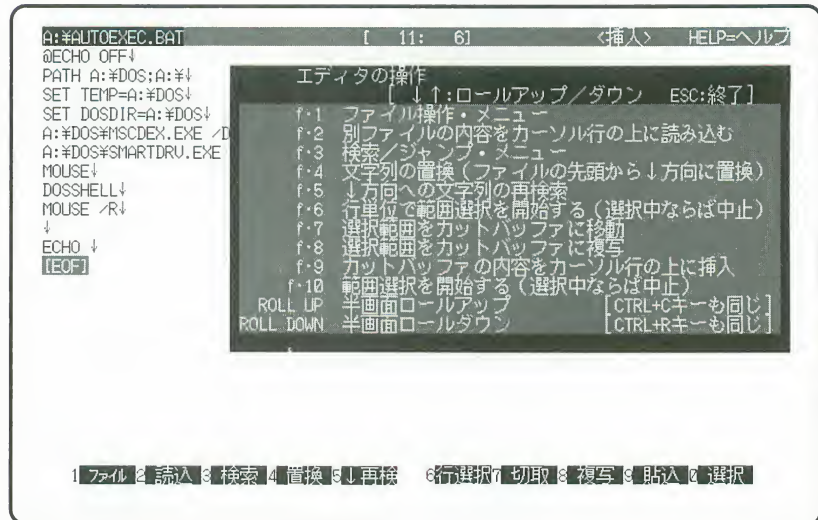 A:¥AUTOEXEC.BAT [ 11: 6] <挿入> HELP=ヘルプ
@ECHO OFF↓
PATH A:¥DOS;A:¥↓
SET TEMP=A:¥DOS↓
SET DOSDIR=A:¥DOS↓
A:¥DOS¥MSCDEX.EXE /D
A:¥DOS¥SMARTDRV.EXE
MOUSE↓
DOSSHELL↓
MOUSE /R↓
↓
ECHO ↓
[EOF]
エディタの操作
[ ↓↑:ロールアップ/ダウン ESC:終了]
f・1 ファイル操作・メニュー
f・2 別ファイルの内容をカーソル行の上に読み込む
f・3 検索/ジャンプ・メニュー
f・4 文字列の置換(ファイルの先頭から↓方向に置換)
f・5 ↓方向への文字列の再検索
f・6 行単位で範囲選択を開始する(選択中ならば中止)
f・7 選択範囲をカットバッファに移動
f・8 選択範囲をカットバッファに複写
f・9 カットバッファの内容をカーソル行の上に挿入
f・10 範囲選択を開始する(選択中ならば中止)
ROLL UP 半画面ロールアップ [CTRL+Cキーも同じ]
ROLL DOWN 半画面ロールダウン [CTRL+Rキーも同じ]
1 ファイル 2 読込 3 検索 4 置換 5↓再検 6行選択7 切取 8 複写 9 貼込 0 選択